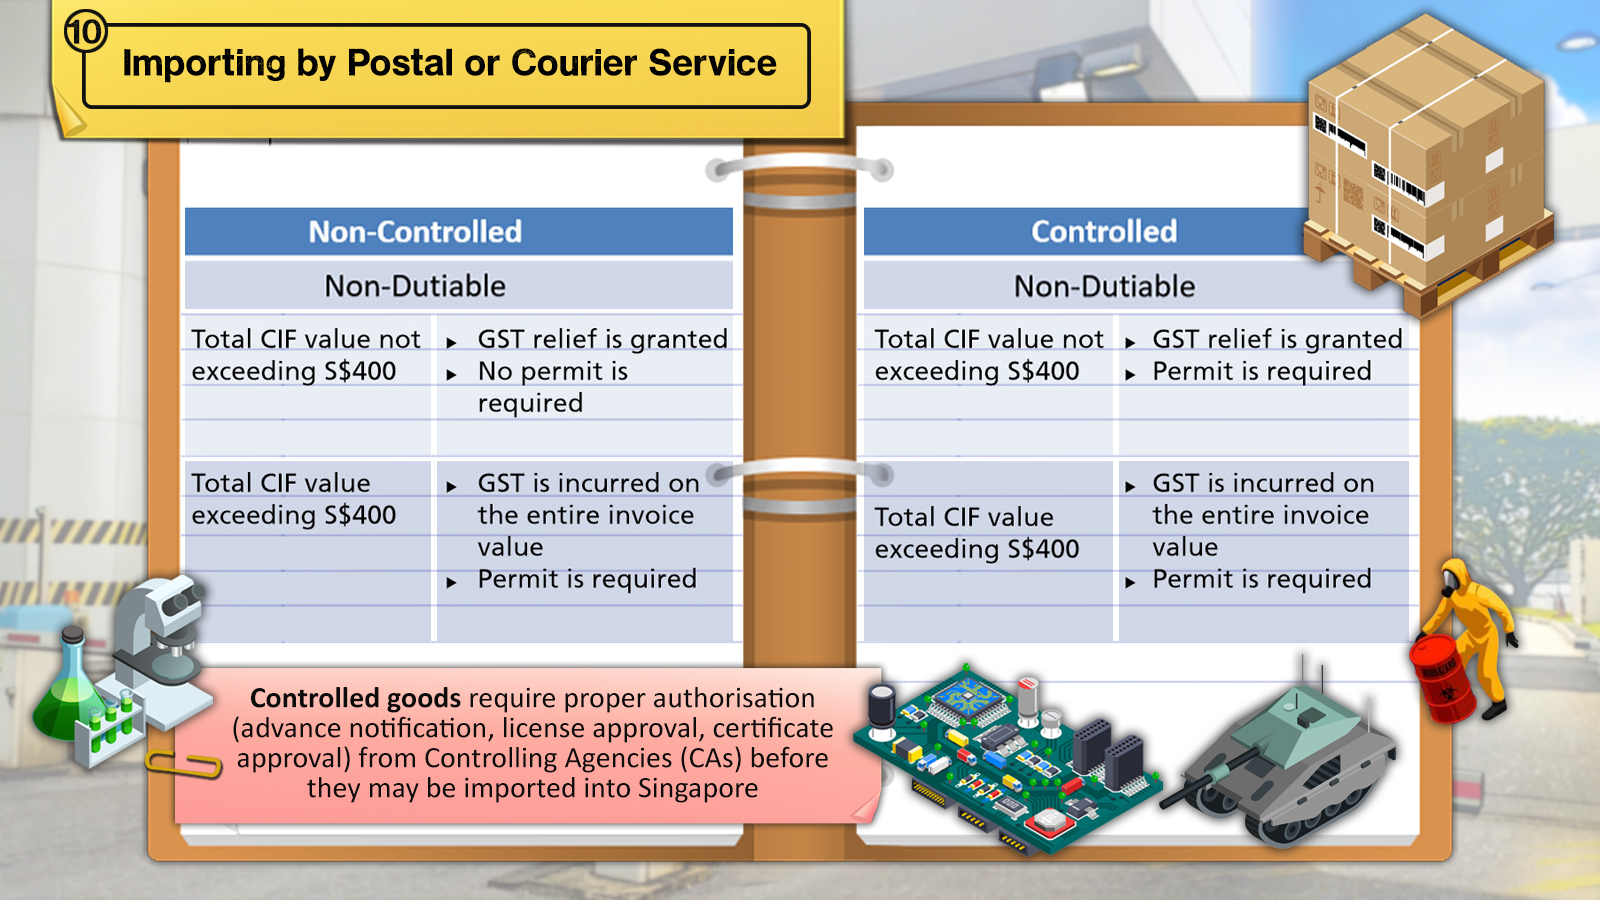 10
Importing by Postal or Courier Service
Non-Controlled
Non-Dutiable
Total CIF value not
exceeding S$400
▸ GST relief is granted
▸ No permit is
required
Total CIF value
exceeding S$400
▸ GST is incurred on
the entire invoice
value
▸ Permit is required
Controlled
Non-Dutiable
Total CIF value not
exceeding S$400
▸ GST relief is granted
▸ Permit is required
Total CIF value
exceeding S$400
▸ GST is incurred on
the entire invoice
value
▸ Permit is required
Controlled goods require proper authorisation
(advance notification, license approval, certificate
approval) from Controlling Agencies (CAs) before
they may be imported into Singapore